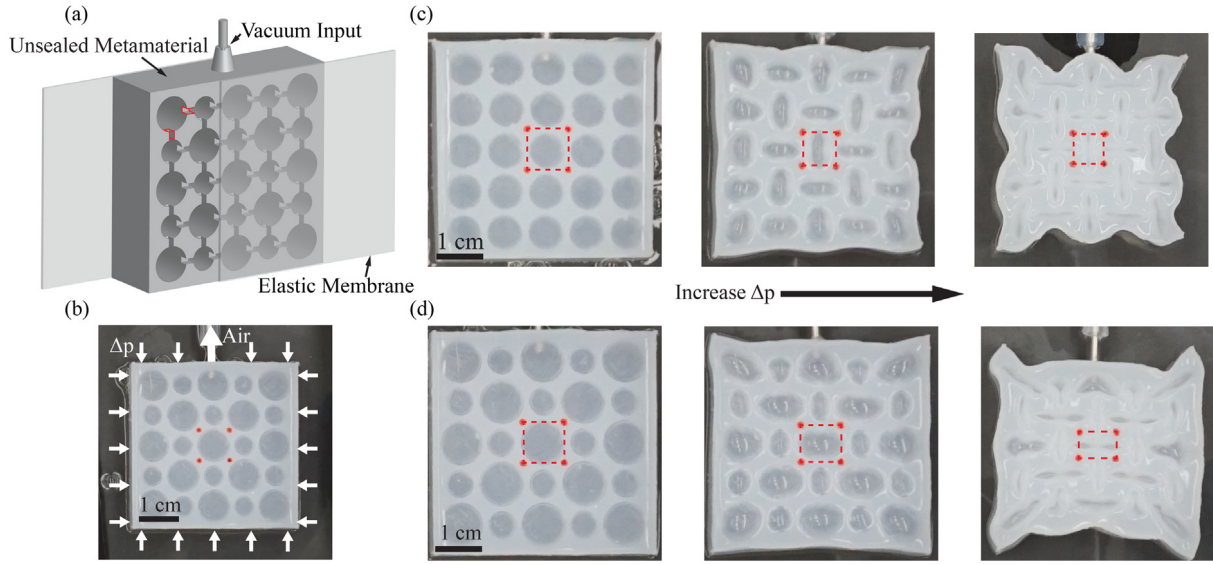 (a)
Vacuum Input
Unsealed Metamaterial
Elastic Membrane
(b)
Δp
Air
1 cm
(c)
1 cm
Increase Δp
(d)
1 cm